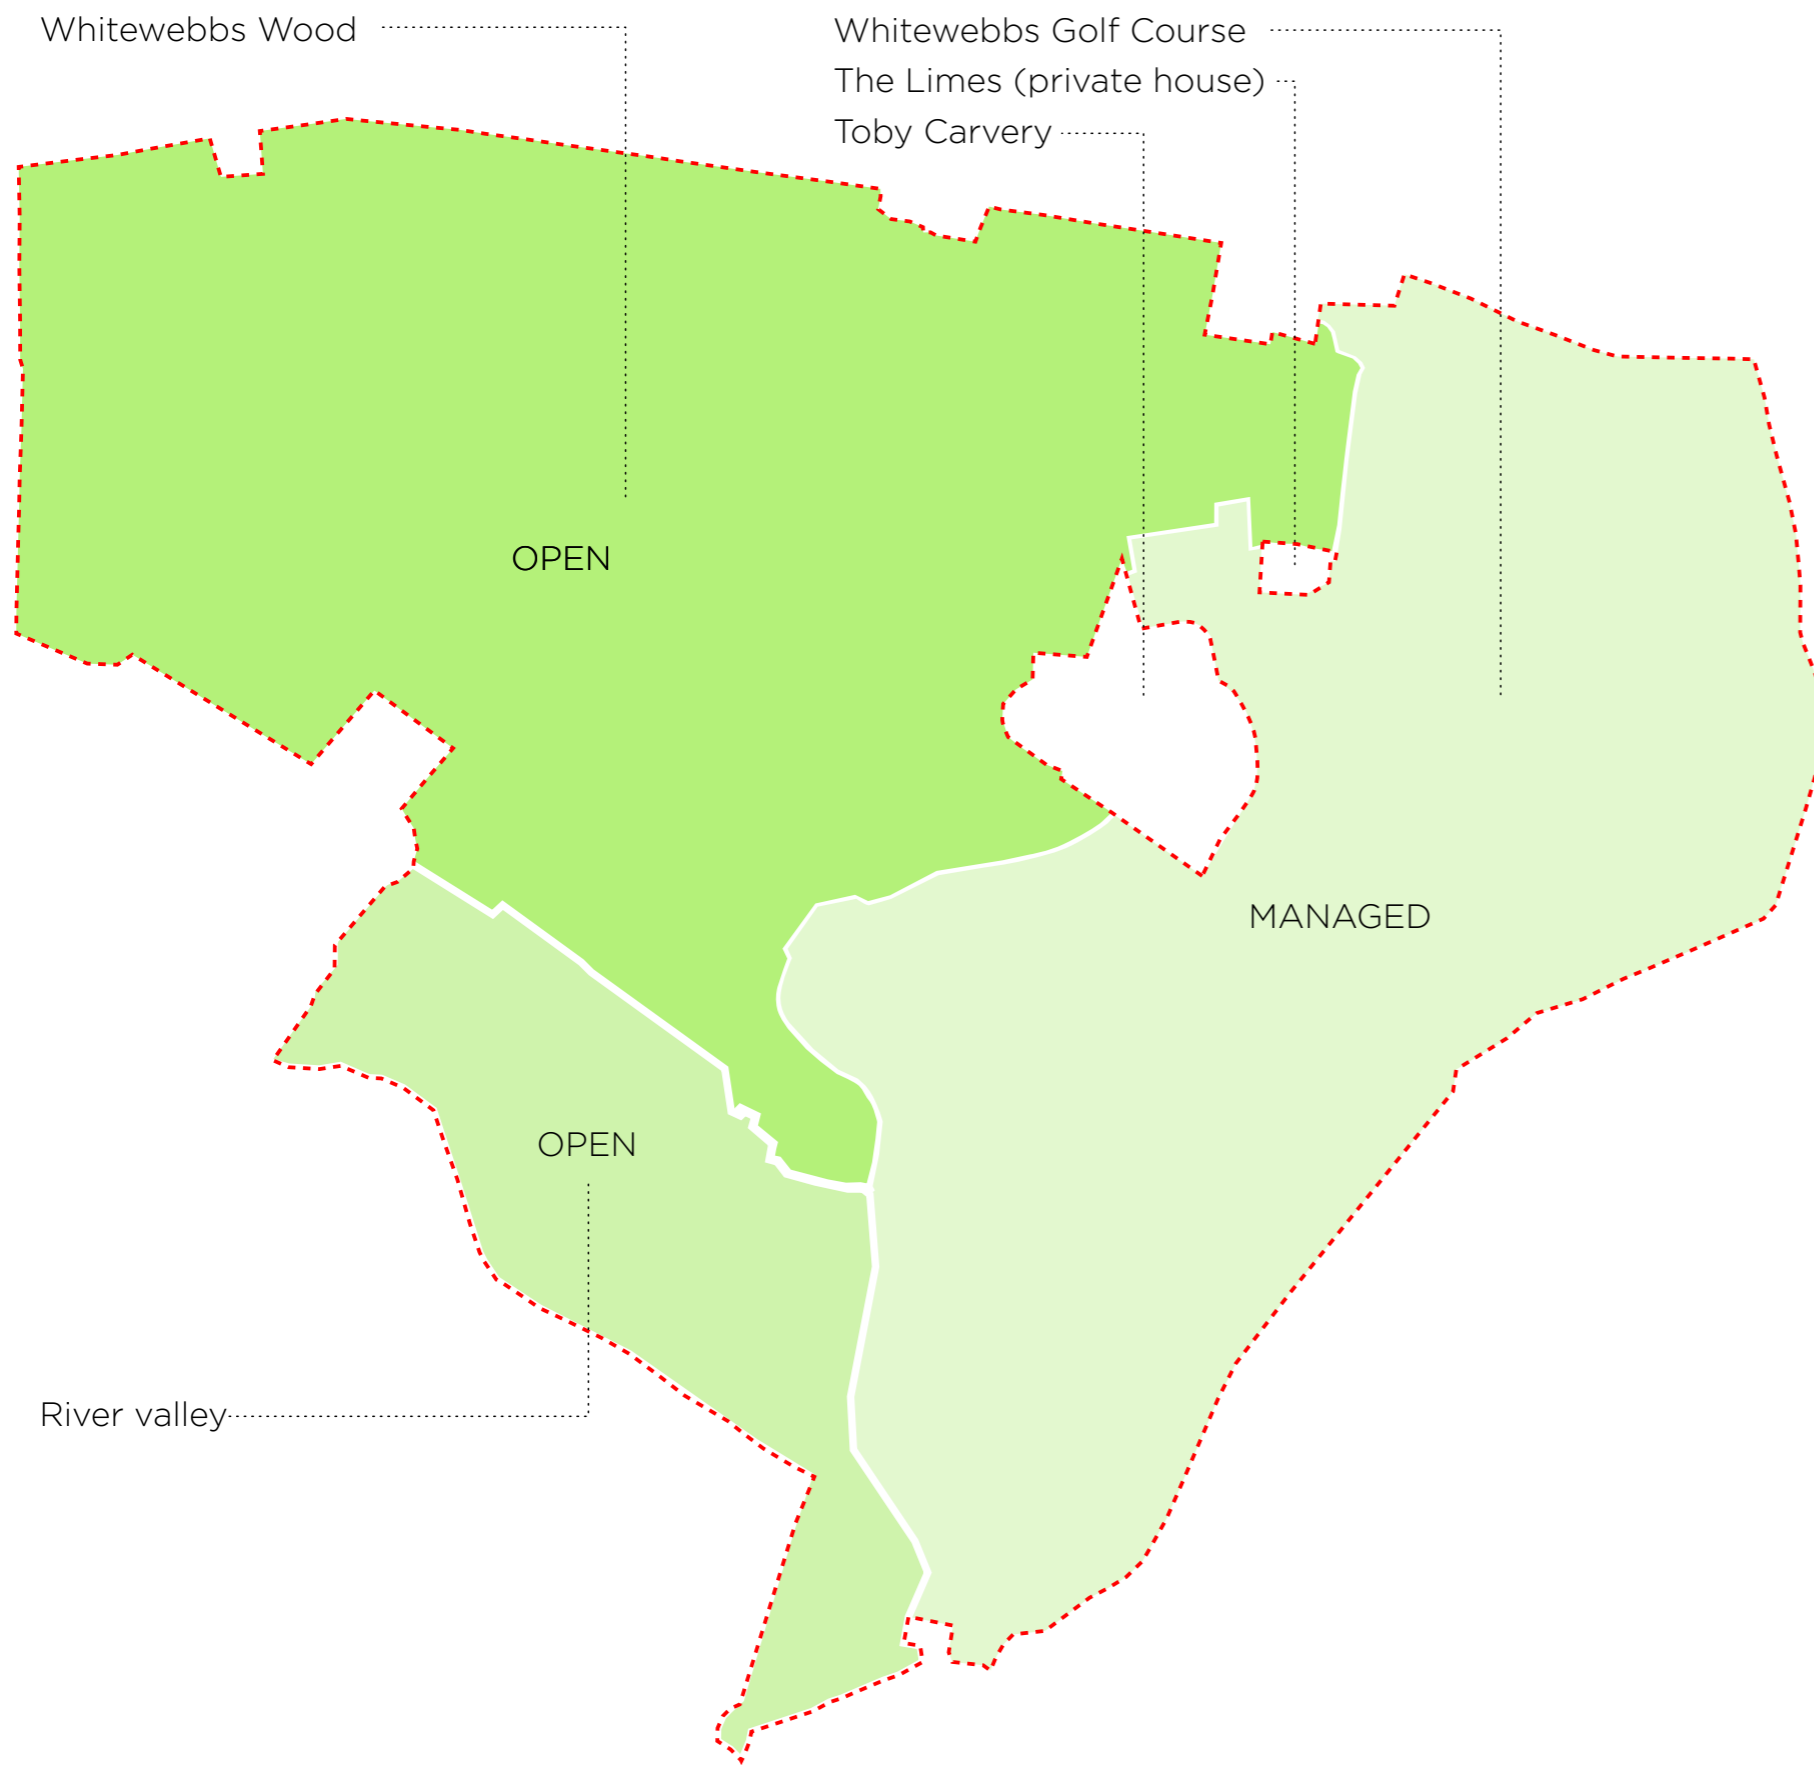 Whitewebbs Wood
Whitewebbs Golf Course
The Limes (private house)
Toby Carvery
OPEN
MANAGED
OPEN
River valley